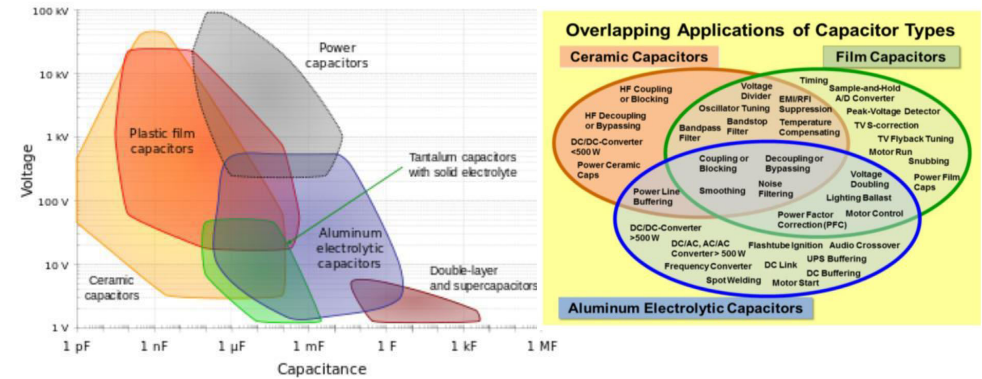 100 kV
10 kV
1 kV
100 V
10 V
1 V
Voltage
1 pF
1 nF
1 µF
1 mF
1 F
1 kF
1 MF
Capacitance
Power
capacitors
Plastic film
capacitors
Tantalum capacitors
with solid electrolyte
Aluminum
electrolytic
capacitors
Ceramic
capacitors
Double-layer
and supercapacitors
Overlapping Applications of Capacitor Types
Ceramic Capacitors
Film Capacitors
HF Coupling
or Blocking
HF Decoupling
or Bypassing
DC/DC-Converter
<500 W
Power Ceramic
Caps
Voltage
Divider
Oscillator Tuning
EMI/RFI
Suppression
Bandpass
Filter
Bandstop
Filter
Temperature
Compensating
Timing
Sample-and-Hold
A/D Converter
Peak-Voltage Detector
TV S-correction
TV Flyback Tuning
Motor Run
Snubbing
Power Film
Caps
Coupling or
Blocking
Decoupling or
Bypassing
Smoothing
Noise
Filtering
Power Line
Buffering
Voltage
Doubling
Lighting Ballast
Power Factor
Correction (PFC)
Motor Control
DC/DC-Converter
>500 W
DC/AC, AC/AC
Converter> 500 W
Frequency Converter
Spot Welding
Flashtube Ignition
DC Link
Motor Start
Audio Crossover
UPS Buffering
DC Buffering
Aluminum Electrolytic Capacitors